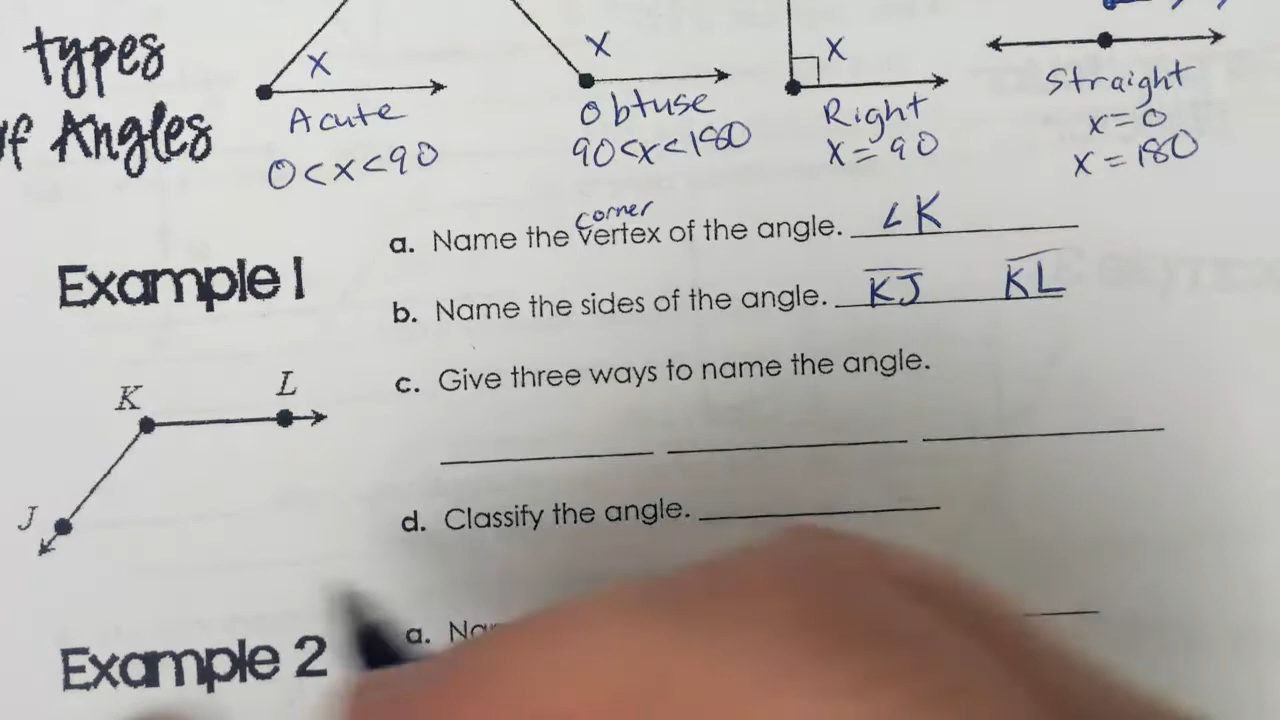 types
of Angles
x
Acute
0<x<90
x
Obtuse
90<x<180
x
Right
x=90
Straight
x=0
x=180
Example 1
K
L
J
a. Name the vertex of the angle. ∠K
corner
b. Name the sides of the angle. K̅J̅ K̅L̅
c. Give three ways to name the angle.
d. Classify the angle.
Example 2
a.